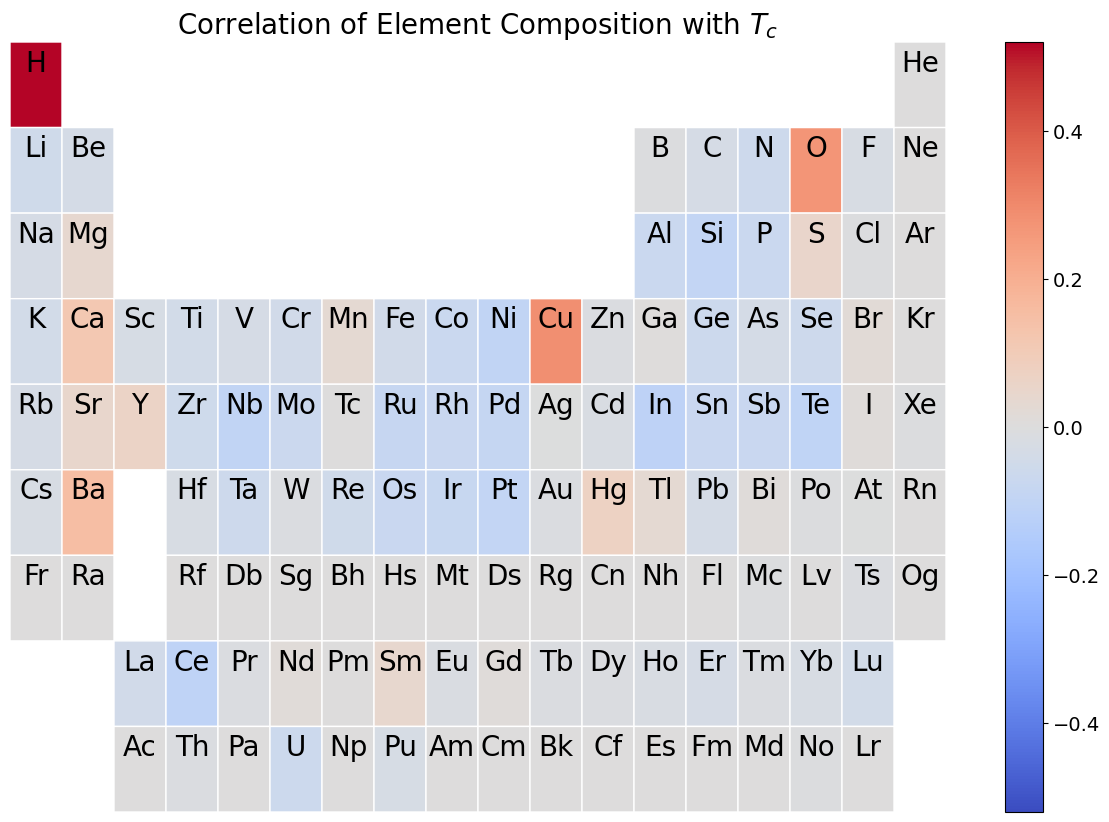 Correlation of Element Composition with T_c
H He
Li Be B C N O F Ne
Na Mg Al Si P S Cl Ar
K Ca Sc Ti V Cr Mn Fe Co Ni Cu Zn Ga Ge As Se Br Kr
Rb Sr Y Zr Nb Mo Tc Ru Rh Pd Ag Cd In Sn Sb Te I Xe
Cs Ba Hf Ta W Re Os Ir Pt Au Hg Tl Pb Bi Po At Rn
Fr Ra Rf Db Sg Bh Hs Mt Ds Rg Cn Nh Fl Mc Lv Ts Og
La Ce Pr Nd Pm Sm Eu Gd Tb Dy Ho Er Tm Yb Lu
Ac Th Pa U Np Pu Am Cm Bk Cf Es Fm Md No Lr
0.4
0.2
0.0
−0.2
−0.4